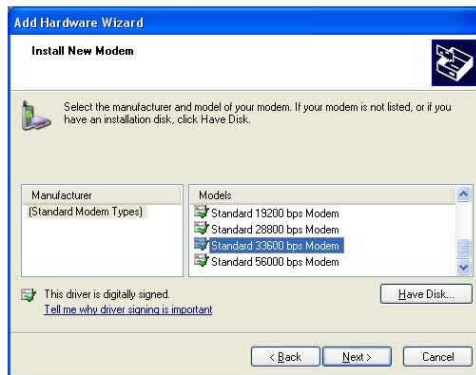 Add Hardware Wizard
Install New Modem
Select the manufacturer and model of your modem. If your modem is not listed, or if you
have an installation disk, click Have Disk.
Manufacturer
(Standard Modem Types)
Models
Standard 19200 bps Modem
Standard 28800 bps Modem
Standard 33600 bps Modem
Standard 56000 bps Modem
This driver is digitally signed.
Tell me why driver signing is important
Have Disk...
< Back
Next >
Cancel